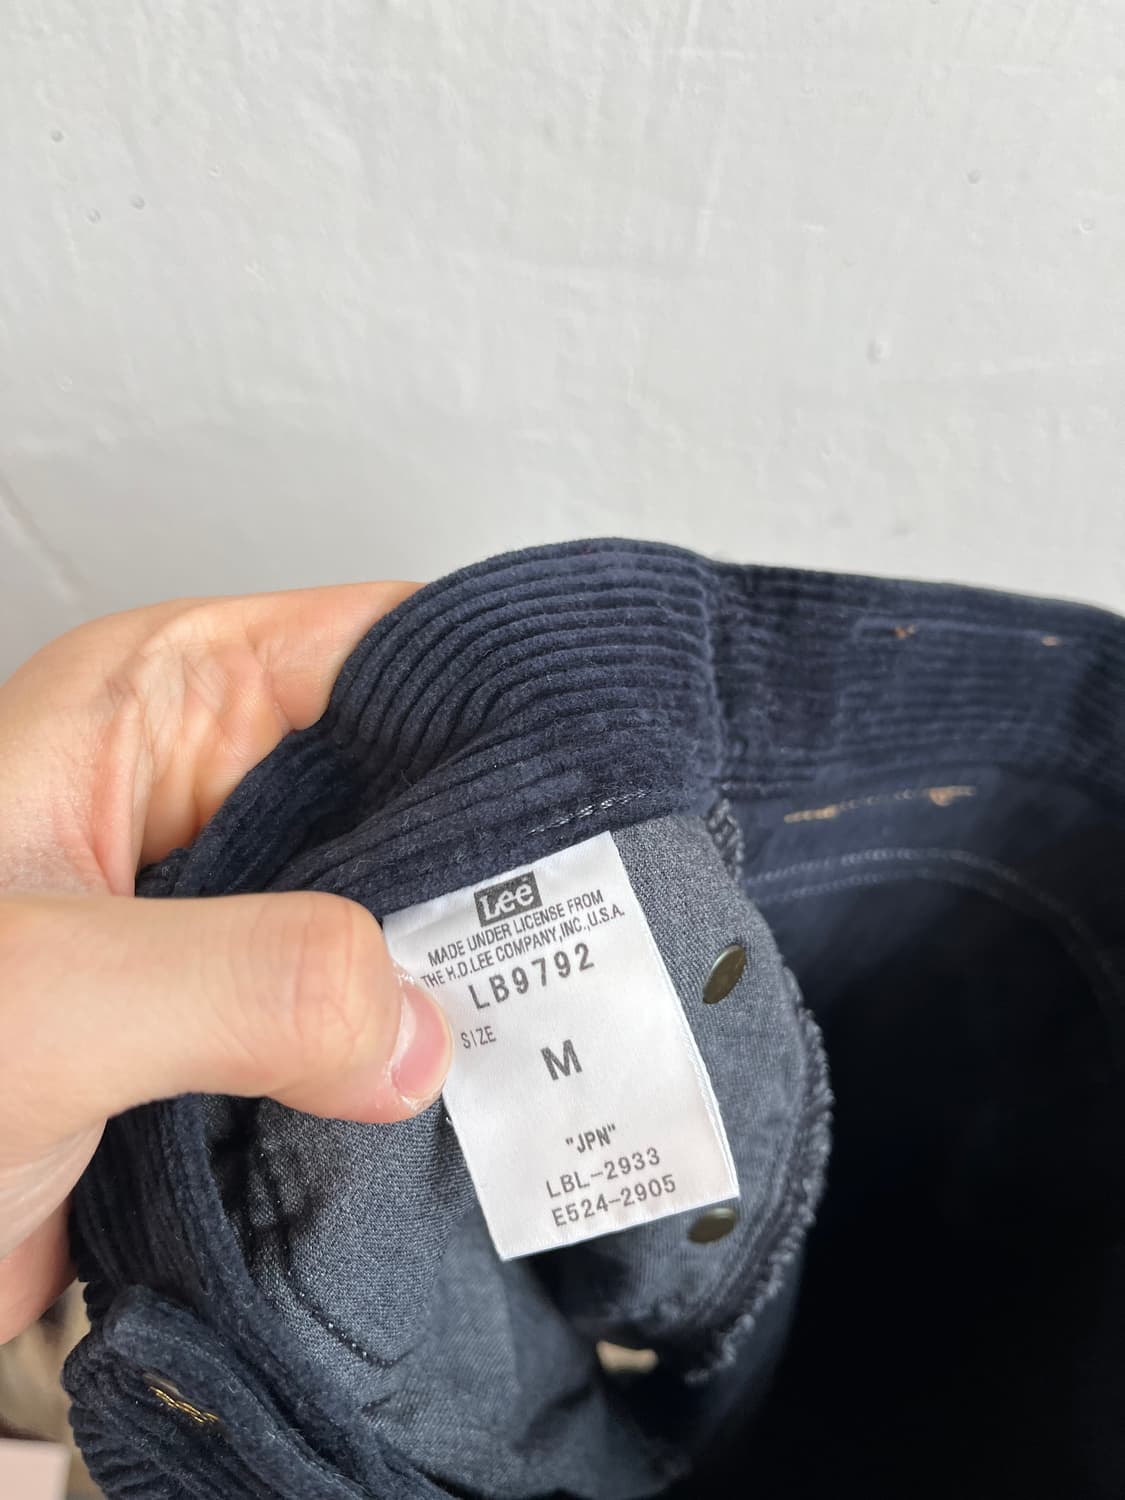 Lee
MADE UNDER LICENSE FROM
THE H.D.LEE COMPANY,INC.,U.S.A.
LB9792
SIZE
M
"JPN"
LBL-2933
E524-2905